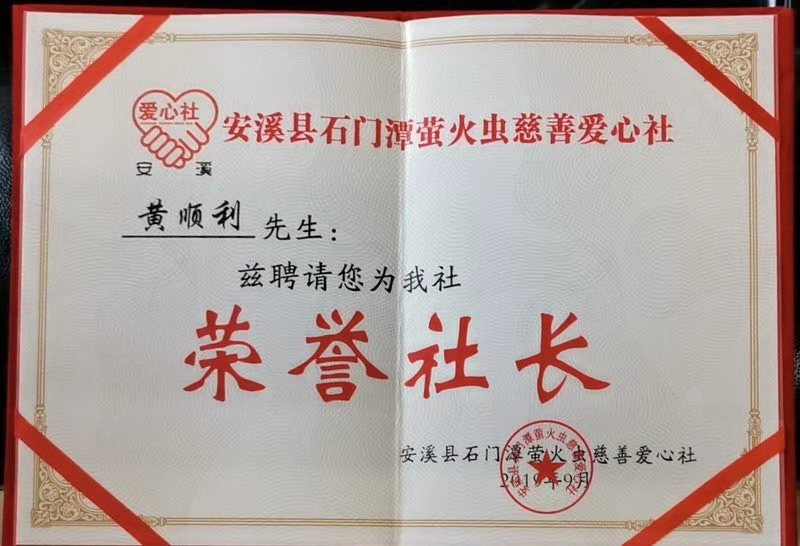 爱心社
安溪
安溪县石门潭萤火虫慈善爱心社
黄顺利先生：
兹聘请您为我社
荣誉社长
安溪县石门潭萤火虫慈善爱心社
2019年9月